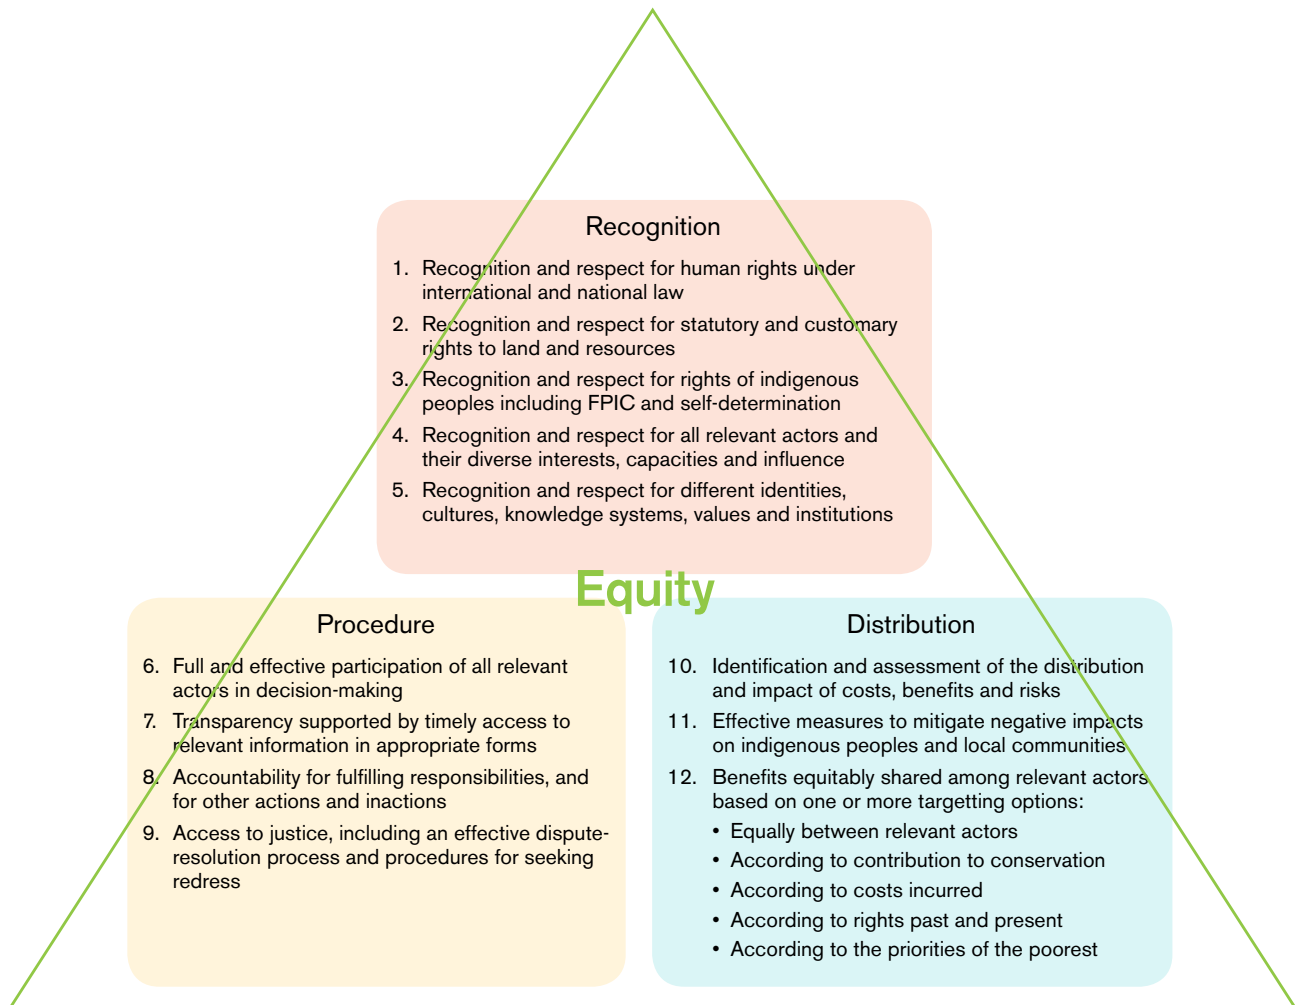 Recognition
1. Recognition and respect for human rights under
international and national law
2. Recognition and respect for statutory and customary
rights to land and resources
3. Recognition and respect for rights of indigenous
peoples including FPIC and self-determination
4. Recognition and respect for all relevant actors and
their diverse interests, capacities and influence
5. Recognition and respect for different identities,
cultures, knowledge systems, values and institutions
Equity
Procedure
6. Full and effective participation of all relevant
actors in decision-making
7. Transparency supported by timely access to
relevant information in appropriate forms
8. Accountability for fulfilling responsibilities, and
for other actions and inactions
9. Access to justice, including an effective dispute-
resolution process and procedures for seeking
redress
Distribution
10. Identification and assessment of the distribution
and impact of costs, benefits and risks
11. Effective measures to mitigate negative impacts
on indigenous peoples and local communities
12. Benefits equitably shared among relevant actors
based on one or more targetting options:
• Equally between relevant actors
• According to contribution to conservation
• According to costs incurred
• According to rights past and present
• According to the priorities of the poorest